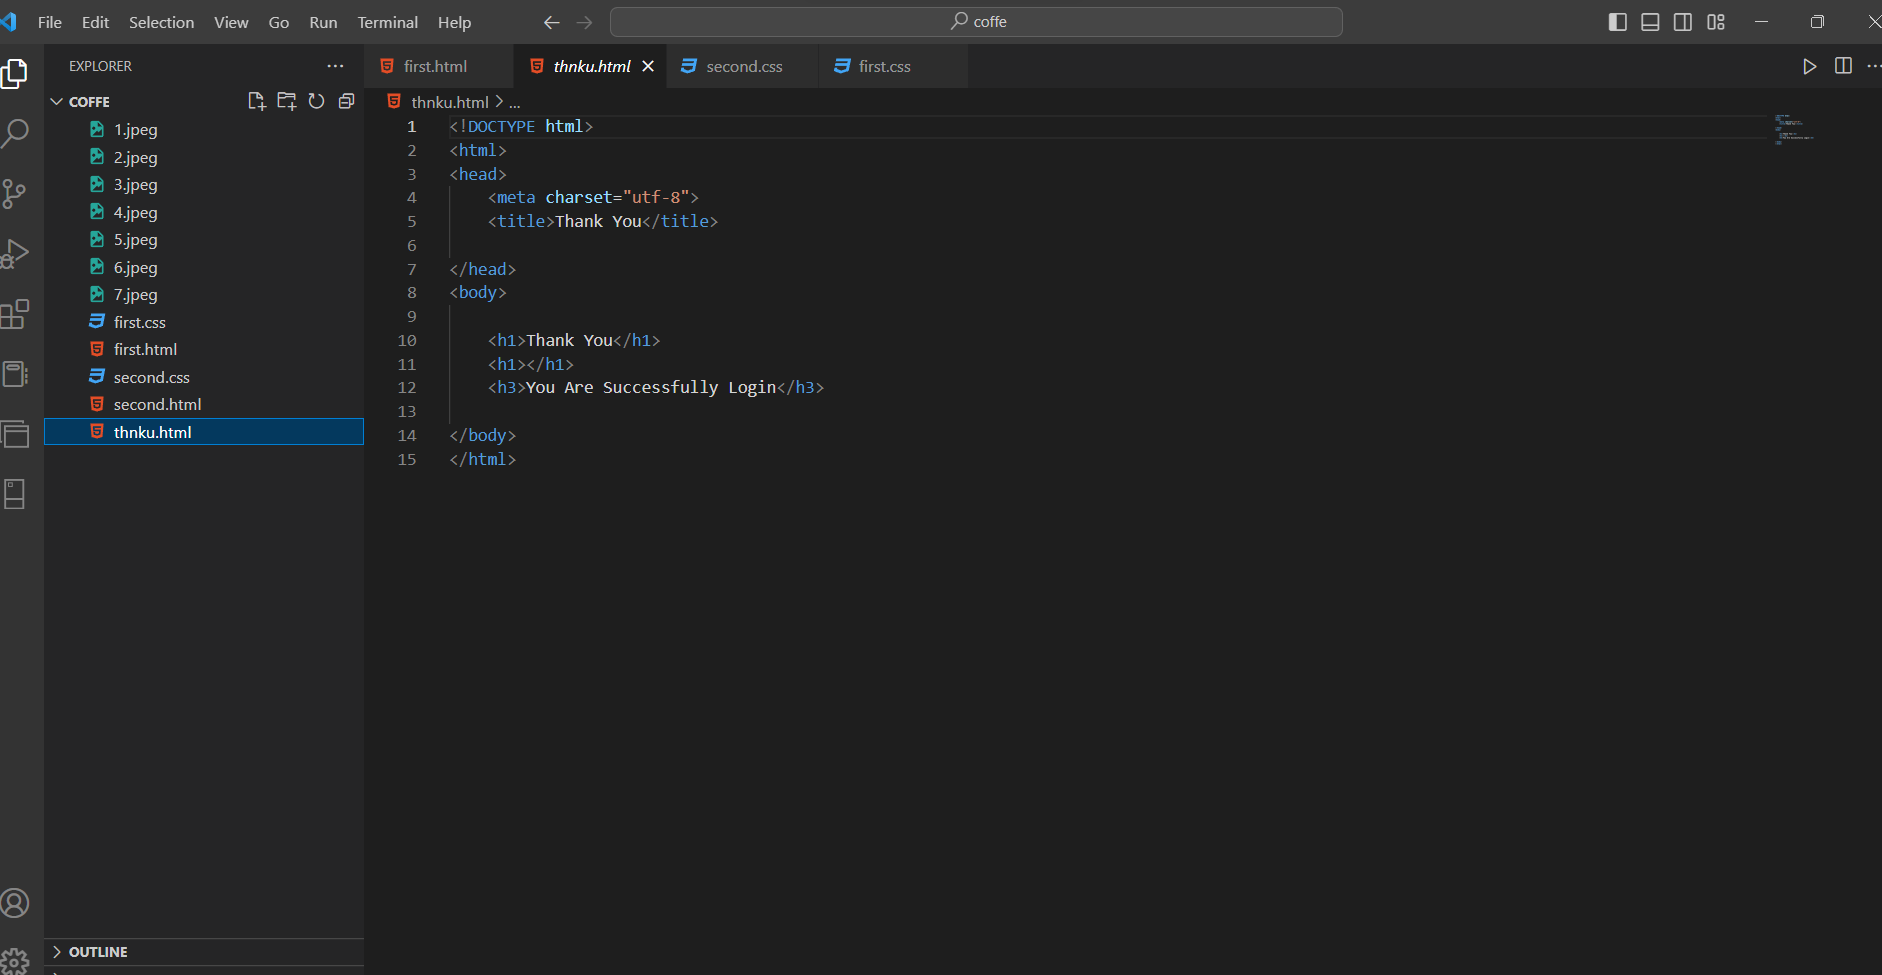 File Edit Selection View Go Run Terminal Help coffe
EXPLORER
COFFE
1.jpeg
2.jpeg
3.jpeg
4.jpeg
5.jpeg
6.jpeg
7.jpeg
first.css
first.html
second.css
second.html
thnku.html
OUTLINE
first.html thnku.html second.css first.css
thnku.html > ...
1 <!DOCTYPE html>
2 <html>
3 <head>
4     <meta charset="utf-8">
5     <title>Thank You</title>
6
7 </head>
8 <body>
9
10     <h1>Thank You</h1>
11     <h1></h1>
12     <h3>You Are Successfully Login</h3>
13
14 </body>
15 </html>